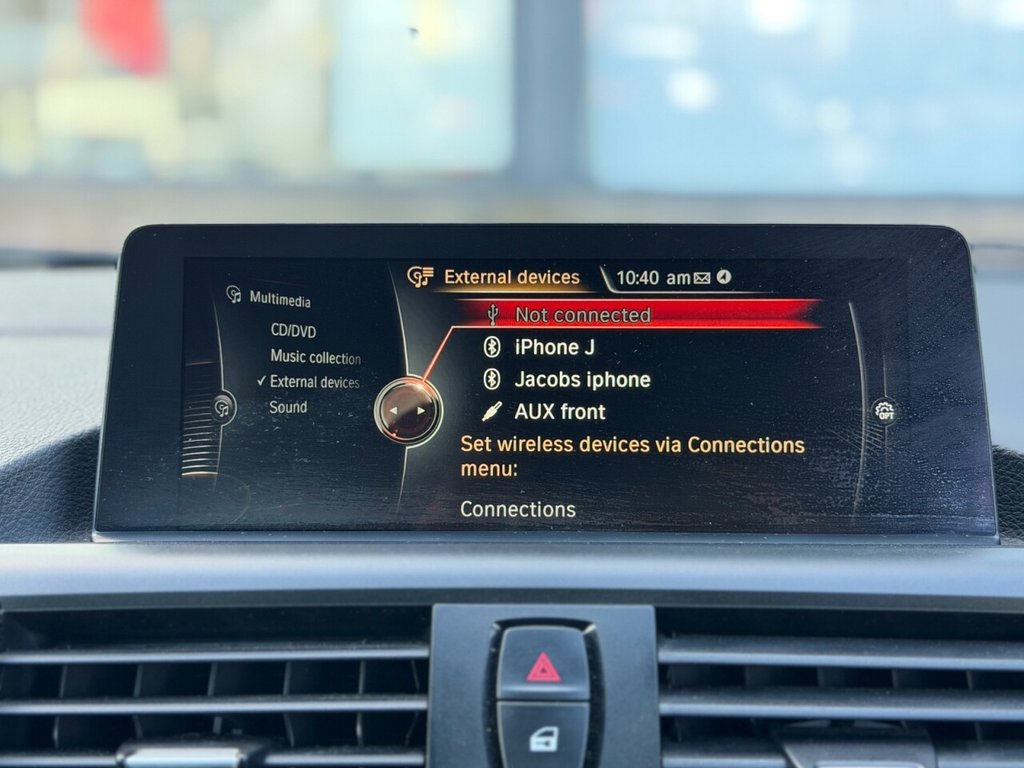 External devices
10:40 am
Multimedia
CD/DVD
Music collection
External devices
Sound
Not connected
iPhone J
Jacobs iphone
AUX front
Set wireless devices via Connections
menu:
Connections
OPT